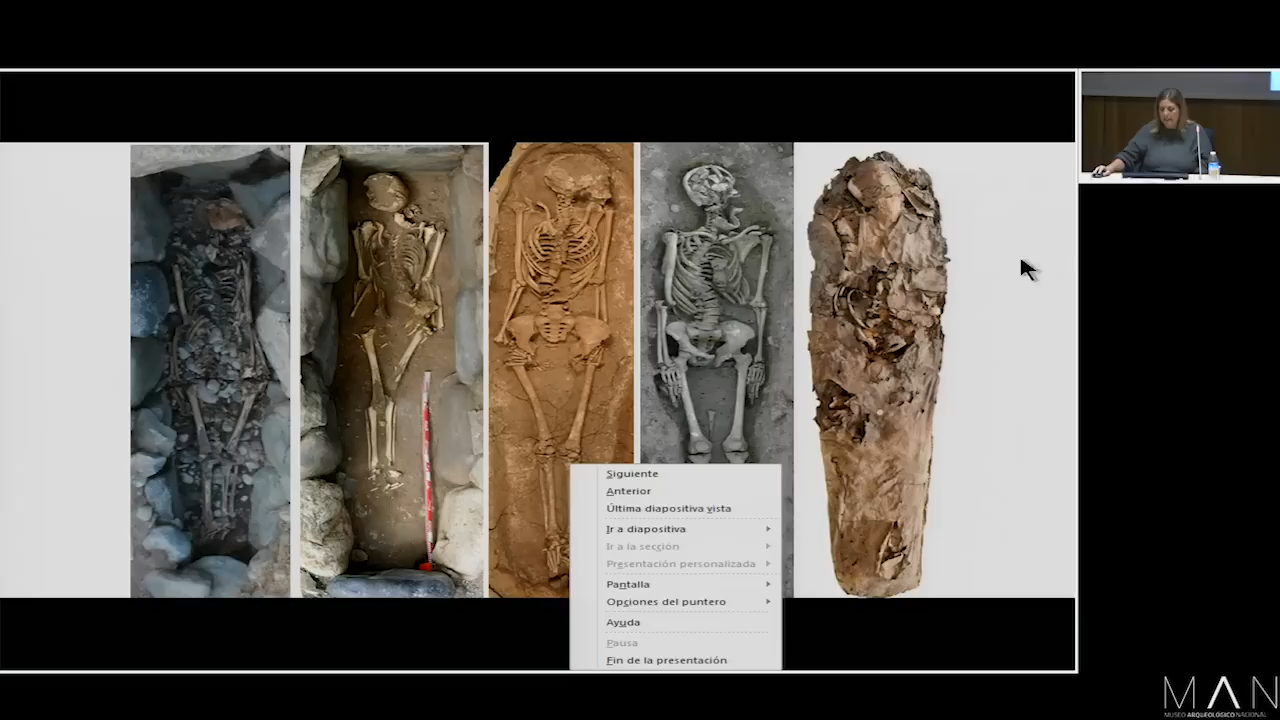 Siguiente
Anterior
Última diapositiva vista
Ir a diapositiva
Ir a la sección
Presentación personalizada
Pantalla
Opciones del puntero
Ayuda
Pausa
Fin de la presentación
MAN
MUSEO ARQUEOLÓGICO NACIONAL